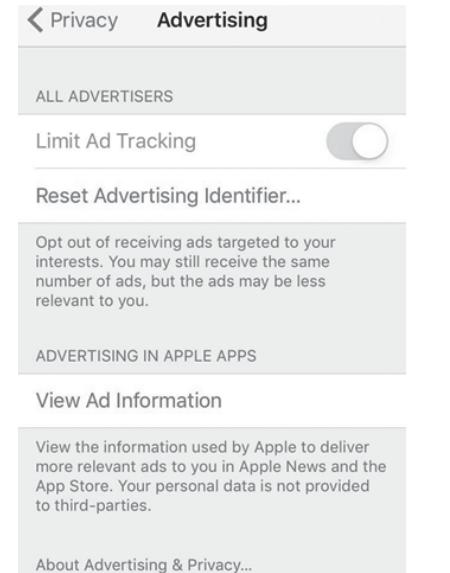 Privacy Advertising
ALL ADVERTISERS
Limit Ad Tracking
Reset Advertising Identifier...
Opt out of receiving ads targeted to your
interests. You may still receive the same
number of ads, but the ads may be less
relevant to you.
ADVERTISING IN APPLE APPS
View Ad Information
View the information used by Apple to deliver
more relevant ads to you in Apple News and the
App Store. Your personal data is not provided
to third-parties.
About Advertising & Privacy...